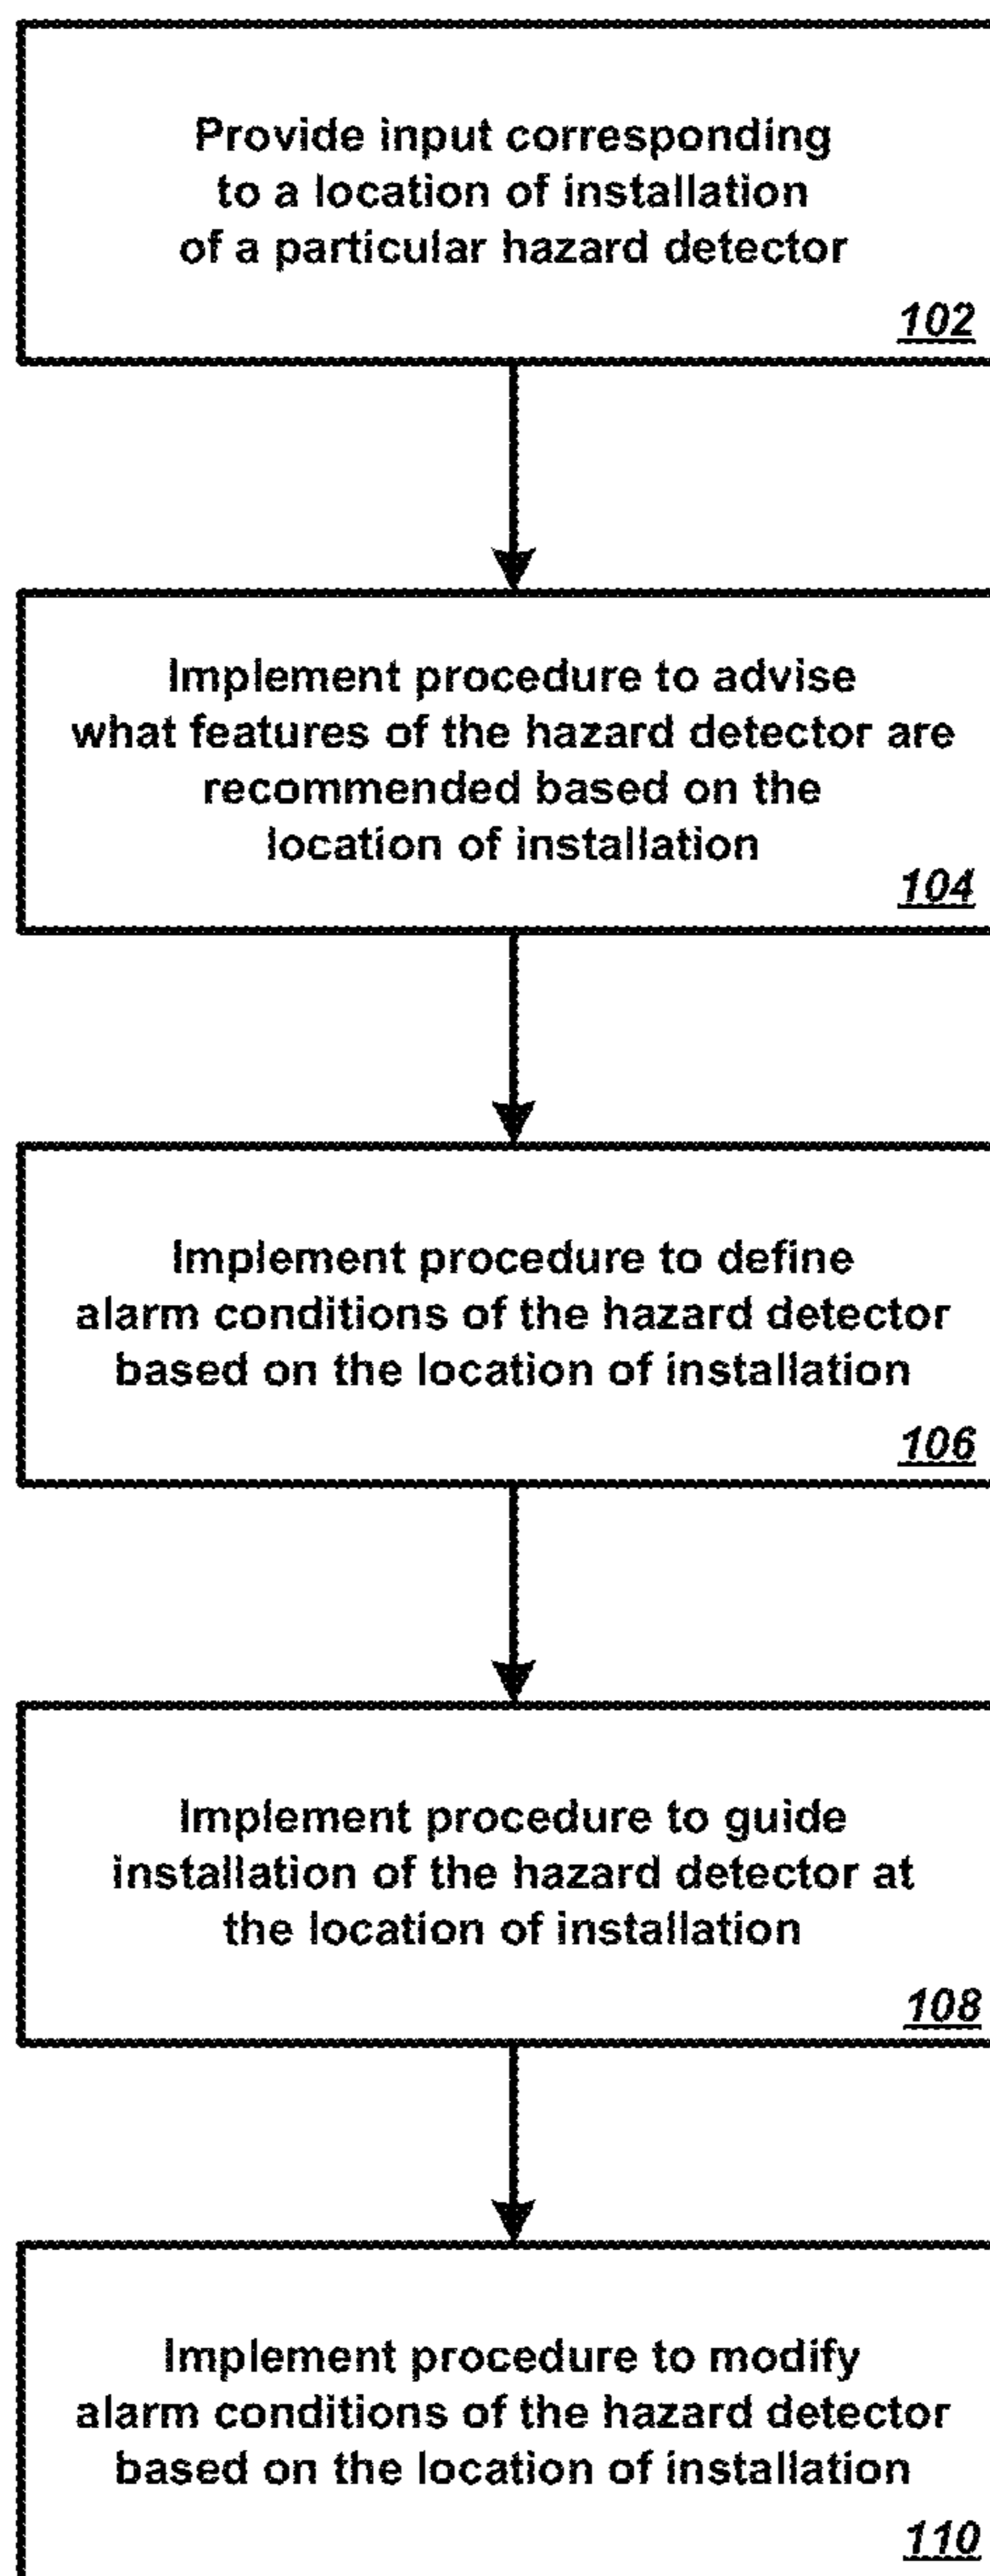 Provide input corresponding
to a location of installation
of a particular hazard detector
102
Implement procedure to advise
what features of the hazard detector are
recommended based on the
location of installation
104
Implement procedure to define
alarm conditions of the hazard detector
based on the location of installation
106
Implement procedure to guide
installation of the hazard detector at
the location of installation
108
Implement procedure to modify
alarm conditions of the hazard detector
based on the location of installation
110